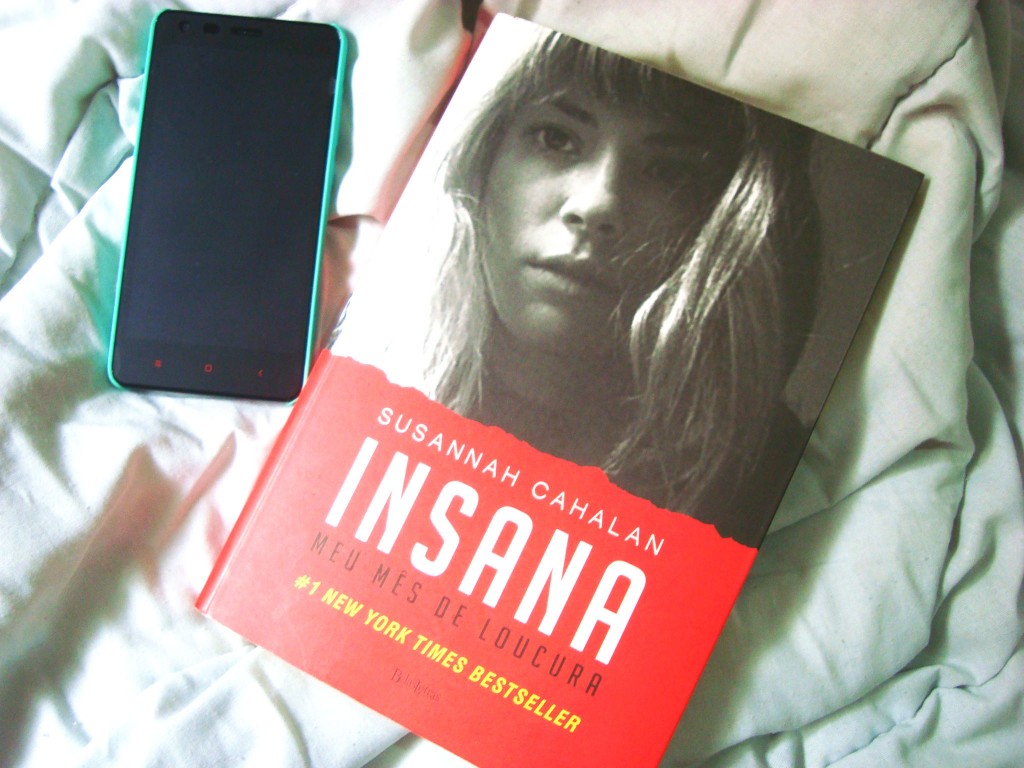 SUSANNAH CAHALAN
INSANA
MEU MÊS DE LOUCURA
#1 NEW YORK TIMES BESTSELLER